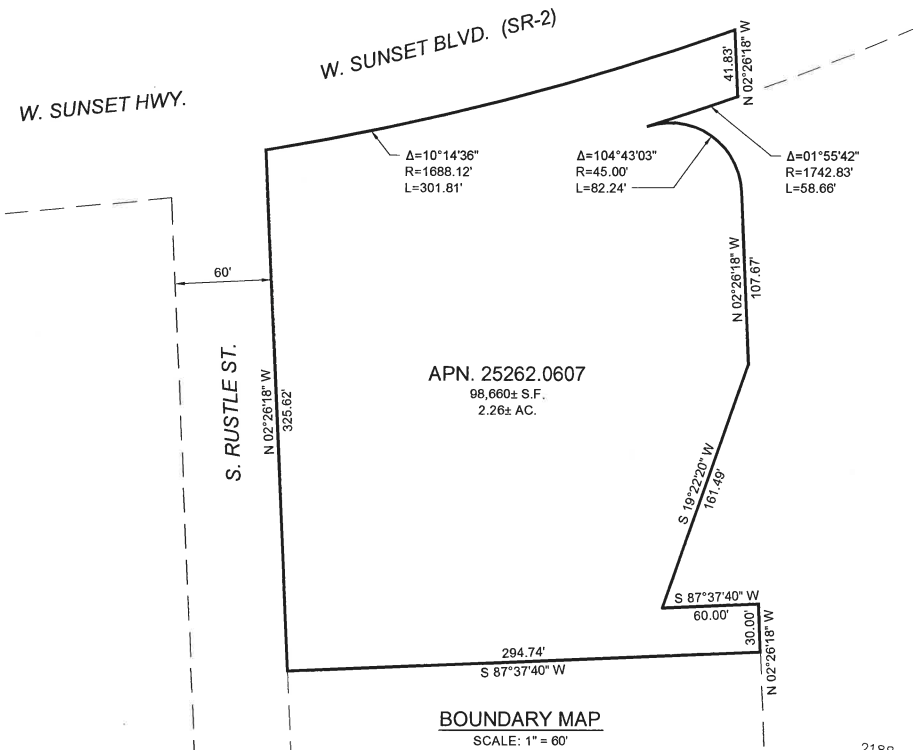 W. SUNSET BLVD. (SR-2)
W. SUNSET HWY.
41.83'
N 02°26'18" W
Δ=10°14'36"
R=1688.12'
L=301.81'
Δ=104°43'03"
R=45.00'
L=82.24'
Δ=01°55'42"
R=1742.83'
L=58.66'
60'
N 02°26'18" W
107.67'
S. RUSTLE ST.
N 02°26'18" W
325.62'
APN. 25262.0607
98,660± S.F.
2.26± AC.
S 19°22'20" W
161.49'
S 87°37'40" W
60.00'
30.00'
N 02°26'18" W
294.74'
S 87°37'40" W
BOUNDARY MAP
SCALE: 1" = 60'